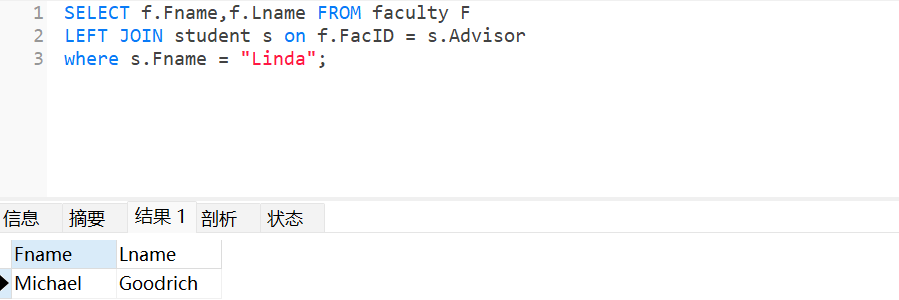 1 SELECT f.Fname,f.Lname FROM faculty F
2 LEFT JOIN student s on f.FacID = s.Advisor
3 where s.Fname = "Linda";
信息 摘要 结果 1 剖析 状态
Fname Lname
Michael Goodrich